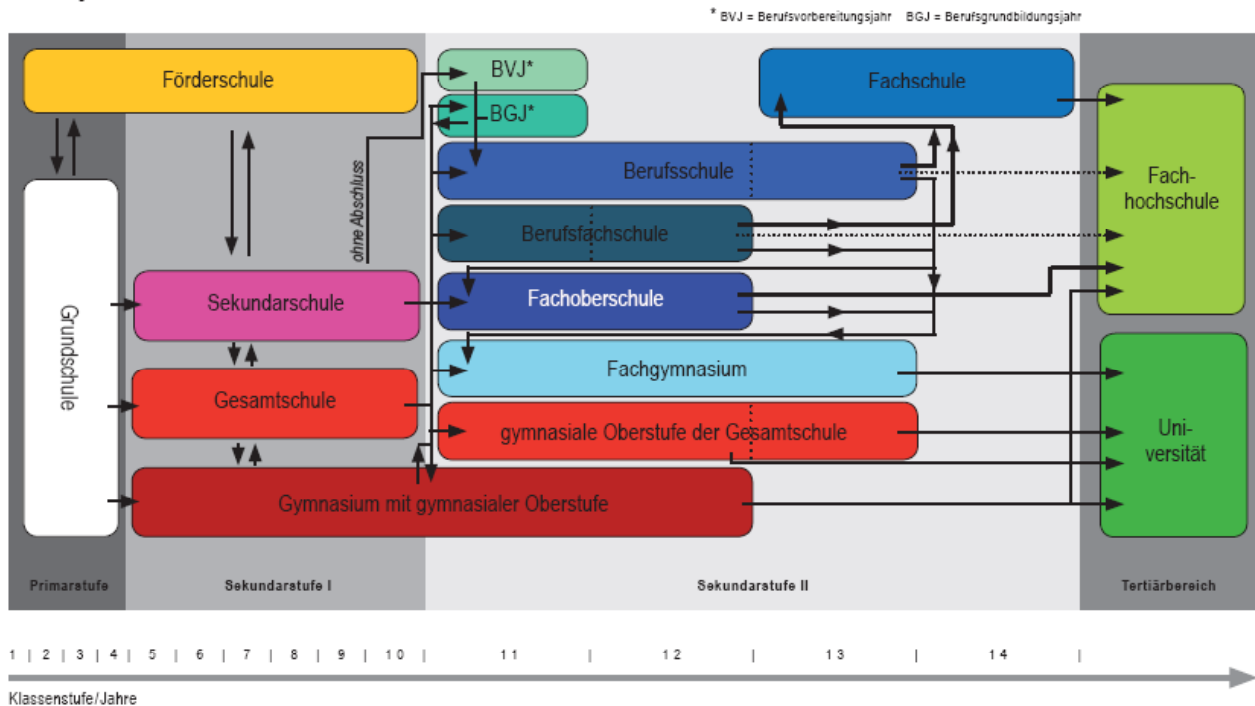 * BVJ = Berufsvorbereitungsjahr BGJ = Berufsgrundbildungsjahr
Förderschule
BVJ*
BGJ*
Fachschule
Berufsschule
Berufsfachschule
ohne Abschluss
Fach-
hochschule
Grundschule
Sekundarschule
Fachoberschule
Gesamtschule
Fachgymnasium
gymnasiale Oberstufe der Gesamtschule
Uni-
versität
Gymnasium mit gymnasialer Oberstufe
Primarstufe
Sekundarstufe I
Sekundarstufe II
Tertiärbereich
1 | 2 | 3 | 4 | 5 | 6 | 7 | 8 | 9 | 10 | 11 | 12 | 13 | 14 |
Klassenstufe/Jahre